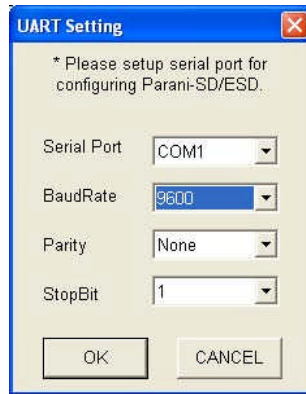 UART Setting
* Please setup serial port for
configuring Parani-SD/ESD.
Serial Port COM1
BaudRate 9600
Parity None
StopBit 1
OK CANCEL